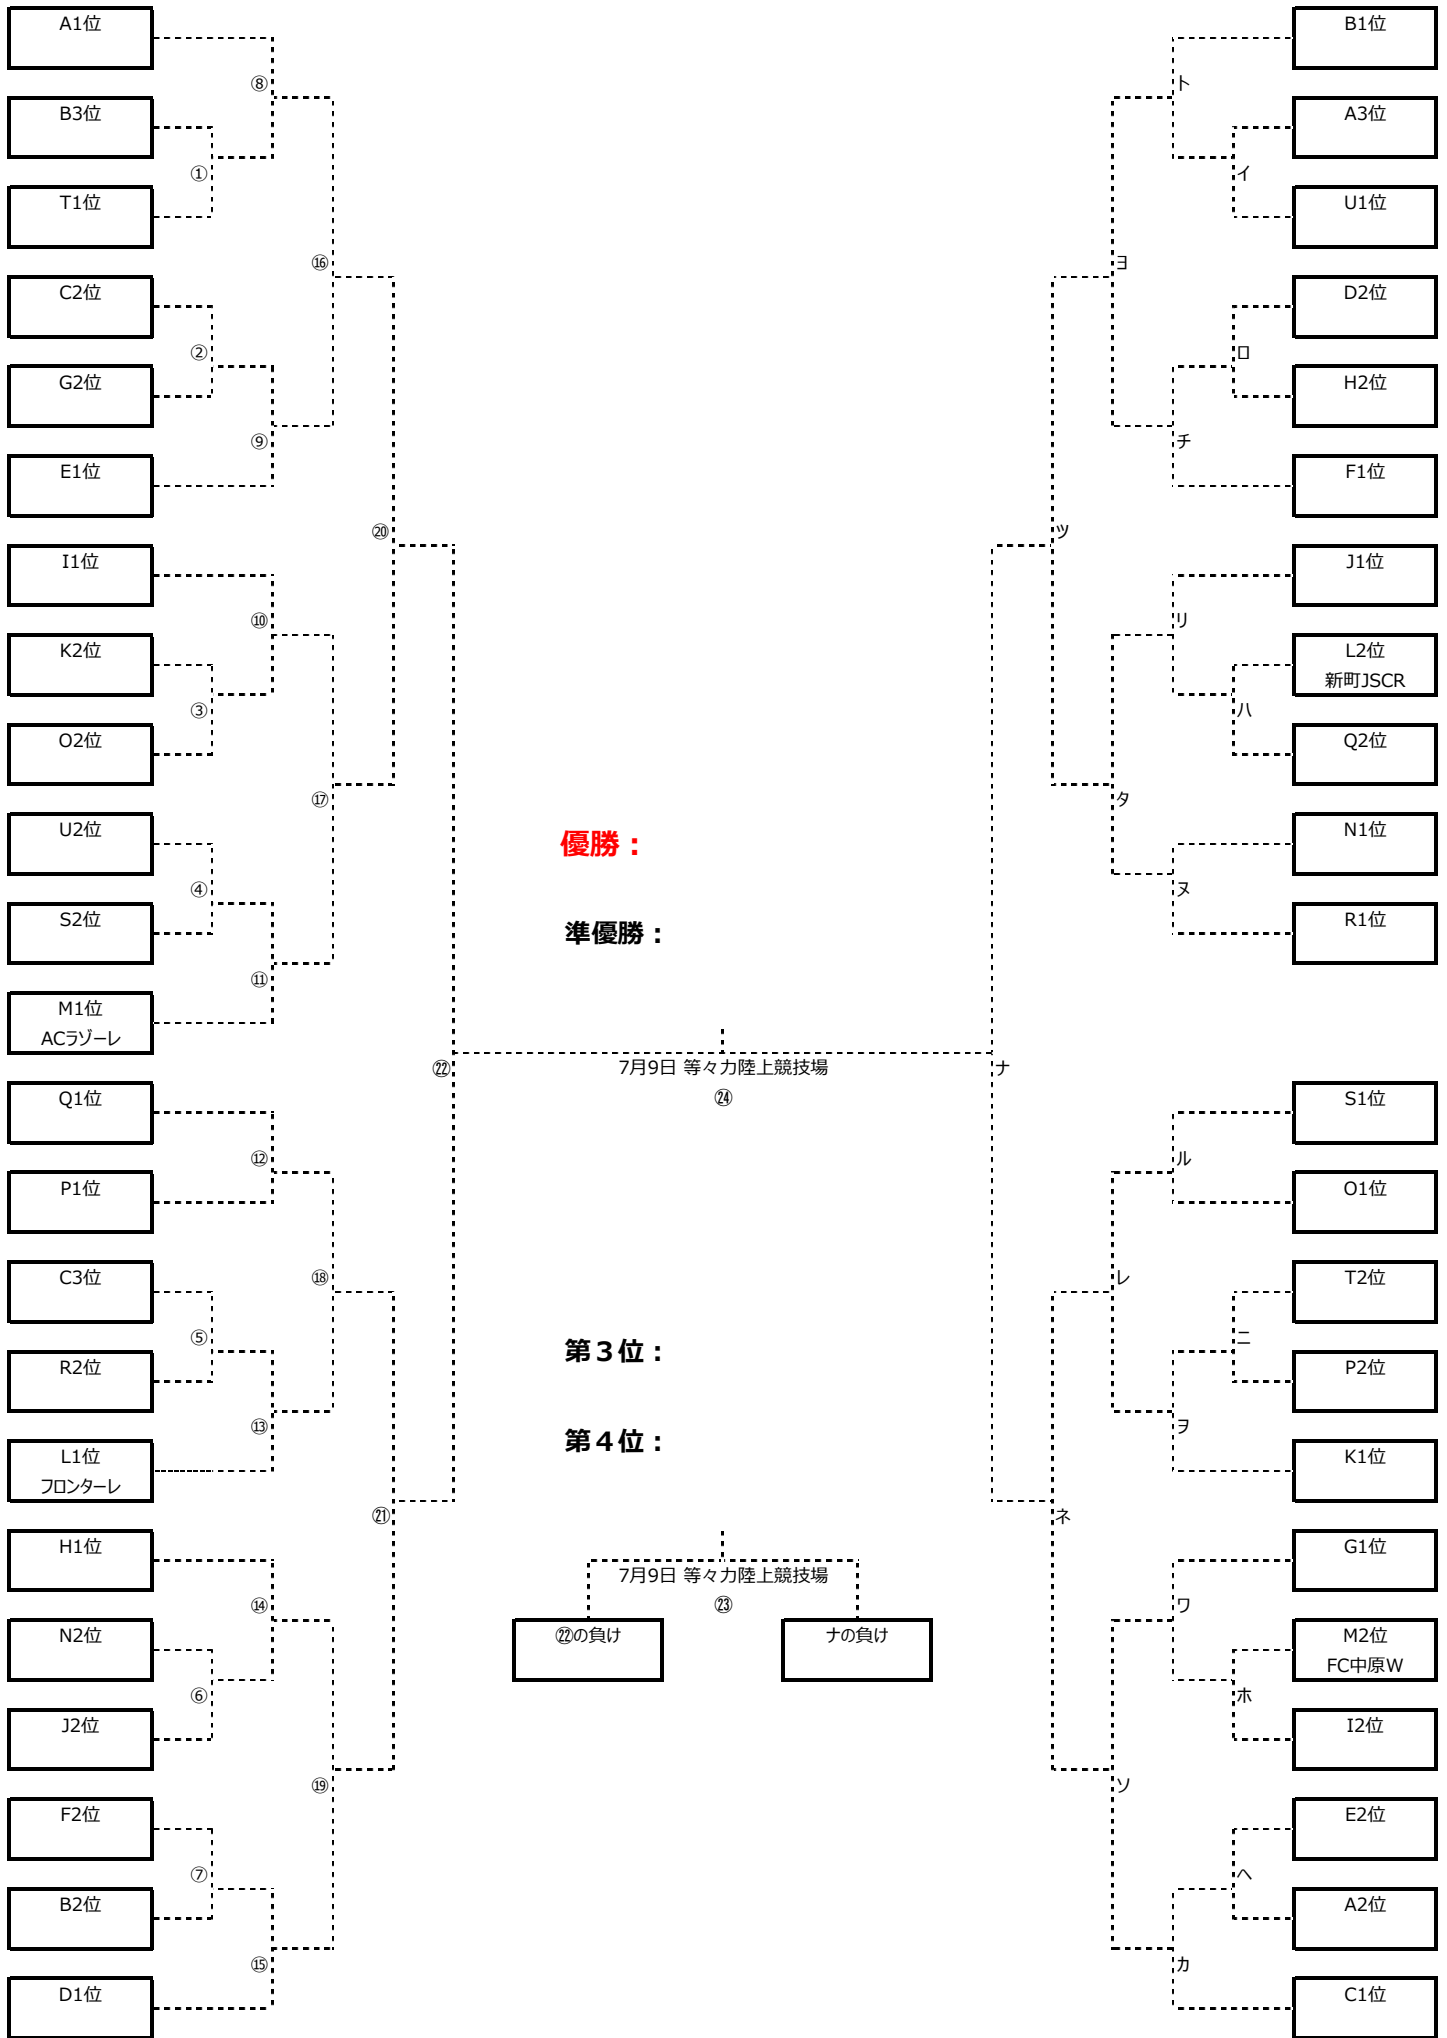 A1位
B1位
⑧
ト
B3位
A3位
①
イ
T1位
U1位
⑯
ヨ
C2位
D2位
②
ロ
G2位
H2位
⑨
チ
E1位
F1位
⑳
ツ
I1位
J1位
⑩
リ
K2位
L2位
新町JSCR
③
ハ
O2位
Q2位
⑰
タ
U2位
N1位
優勝：
④
ヌ
S2位
R1位
準優勝：
⑪
M1位
ACラゾーレ
㉒
7月9日 等々力陸上競技場
ナ
㉔
Q1位
S1位
⑫
ル
P1位
O1位
C3位
T2位
⑱
レ
⑤
ニ
第３位：
R2位
P2位
⑬
ヲ
第４位：
L1位
フロンターレ
K1位
㉑
ネ
H1位
G1位
7月9日 等々力陸上競技場
⑭
㉓
ワ
N2位
㉒の負け
ナの負け
M2位
FC中原W
⑥
ホ
J2位
I2位
⑲
ソ
F2位
E2位
⑦
ヘ
B2位
A2位
⑮
カ
D1位
C1位